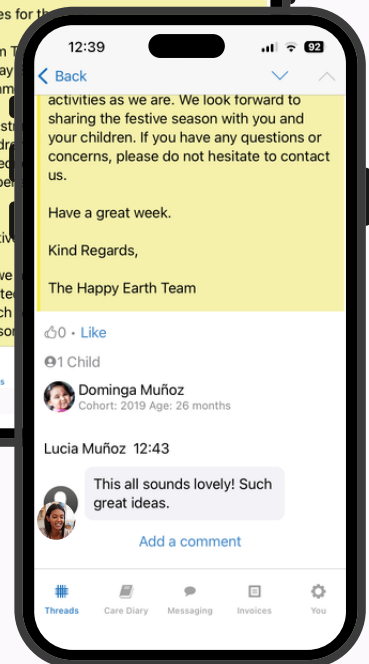 es for th
12:39
92
Back
activities as we are. We look forward to
sharing the festive season with you and
your children. If you have any questions or
concerns, please do not hesitate to contact
us.
Have a great week.
Kind Regards,
The Happy Earth Team
0 • Like
1 Child
Dominga Muñoz
Cohort: 2019 Age: 26 months
Lucia Muñoz 12:43
This all sounds lovely! Such
great ideas.
Add a comment
Threads
Care Diary
Messaging
Invoices
You